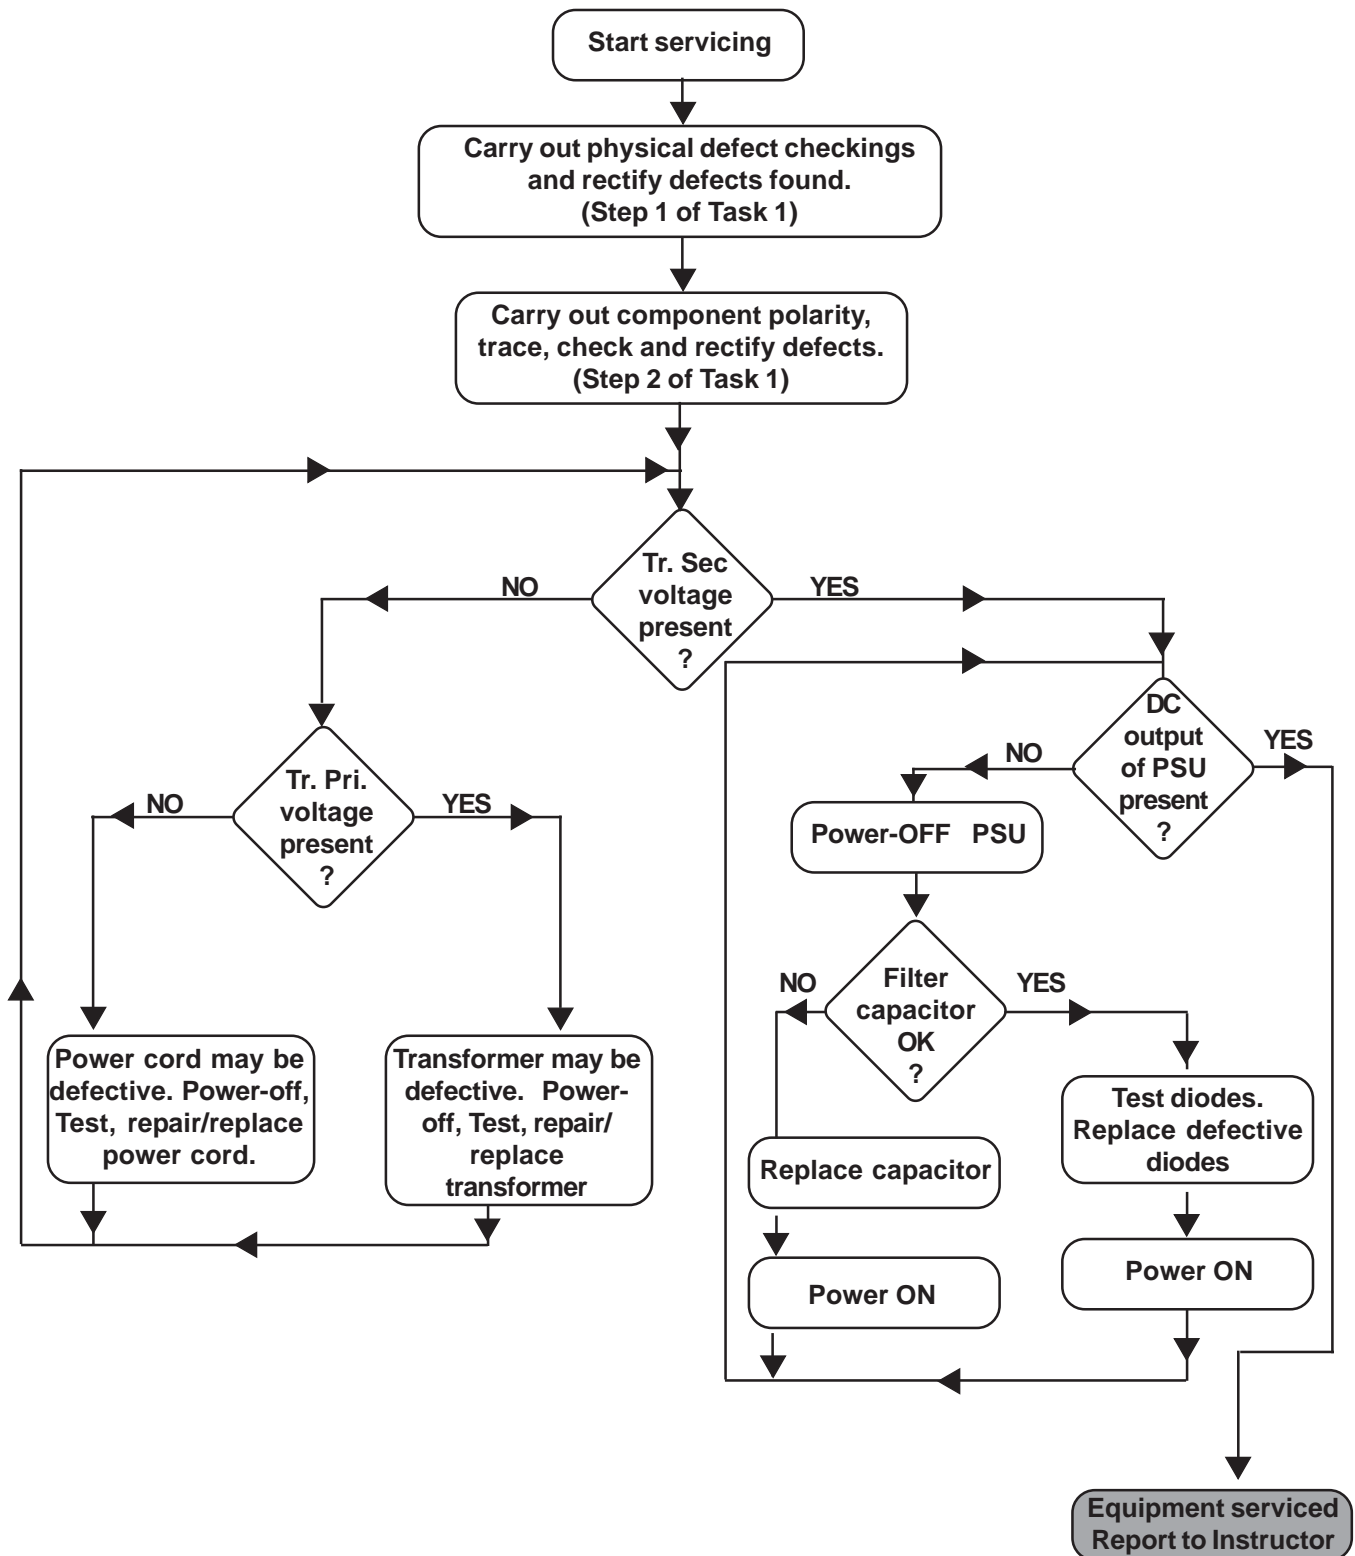 Start servicing
Carry out physical defect checkings
and rectify defects found.
(Step 1 of Task 1)
Carry out component polarity,
trace, check and rectify defects.
(Step 2 of Task 1)
Tr. Sec
voltage
present
?
NO
YES
Tr. Pri.
voltage
present
?
NO
YES
Power cord may be
defective. Power-off,
Test, repair/replace
power cord.
Transformer may be
defective. Power-
off, Test, repair/
replace
transformer
DC
output
of PSU
present
?
NO
YES
Power-OFF PSU
Filter
capacitor
OK
?
NO
YES
Replace capacitor
Power ON
Test diodes.
Replace defective
diodes
Power ON
Equipment serviced
Report to Instructor